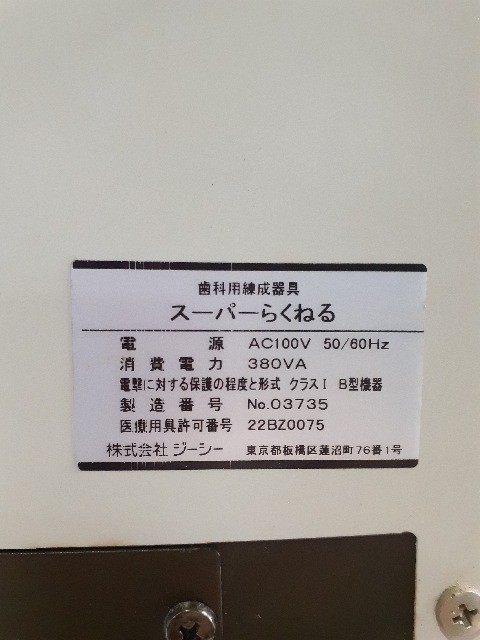 歯科用練成器具
スーパーらくねる
電源 AC100V 50/60Hz
消費電力 380VA
電撃に対する保護の程度と形式 クラスⅠ B型機器
製造番号 No.03735
医療用具許可番号 22BZ0075
株式会社 ジーシー 東京都板橋区蓮沼町76番1号